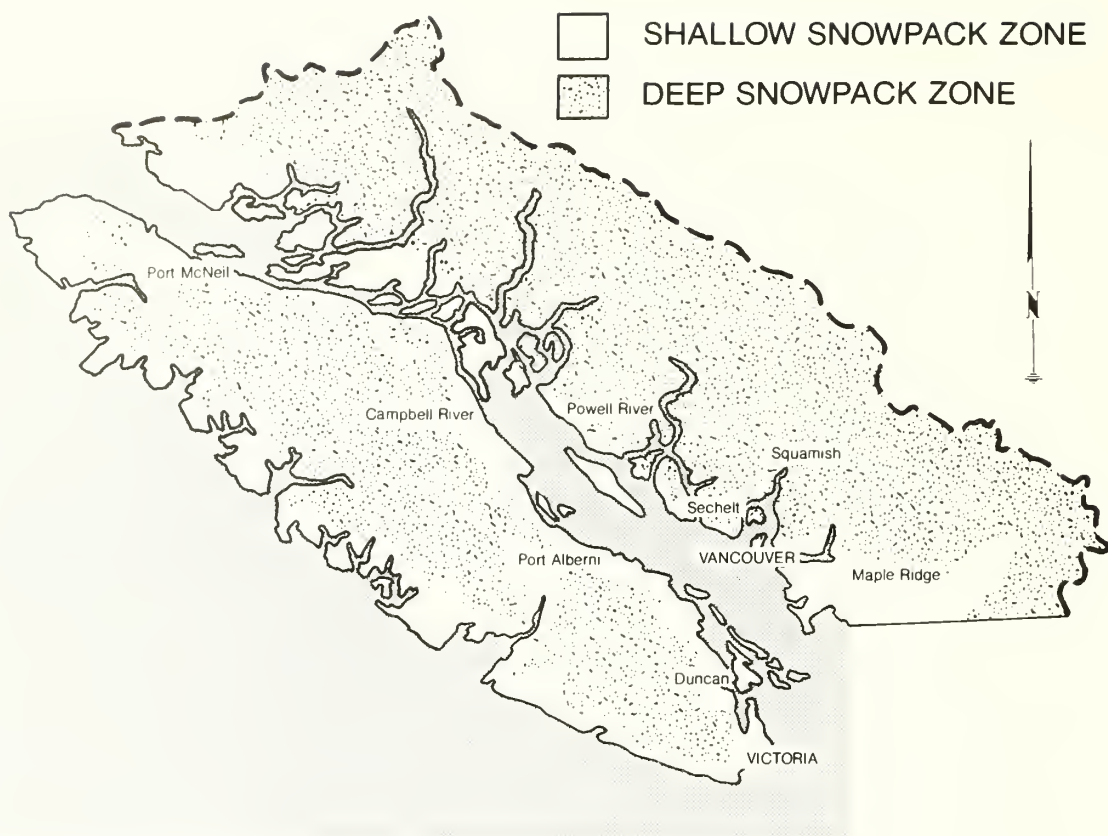 SHALLOW SNOWPACK ZONE
DEEP SNOWPACK ZONE
N
Port McNeil
Campbell River
Powell River
Squamish
Sechelt
VANCOUVER
Port Alberni
Maple Ridge
Duncan
VICTORIA